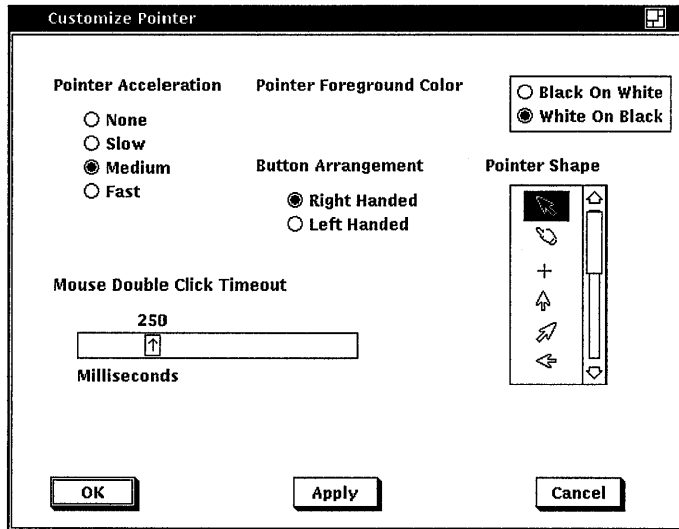 Customize Pointer
Pointer Acceleration
None
Slow
Medium
Fast
Pointer Foreground Color
Black On White
White On Black
Button Arrangement
Right Handed
Left Handed
Pointer Shape
Mouse Double Click Timeout
250
Milliseconds
OK
Apply
Cancel